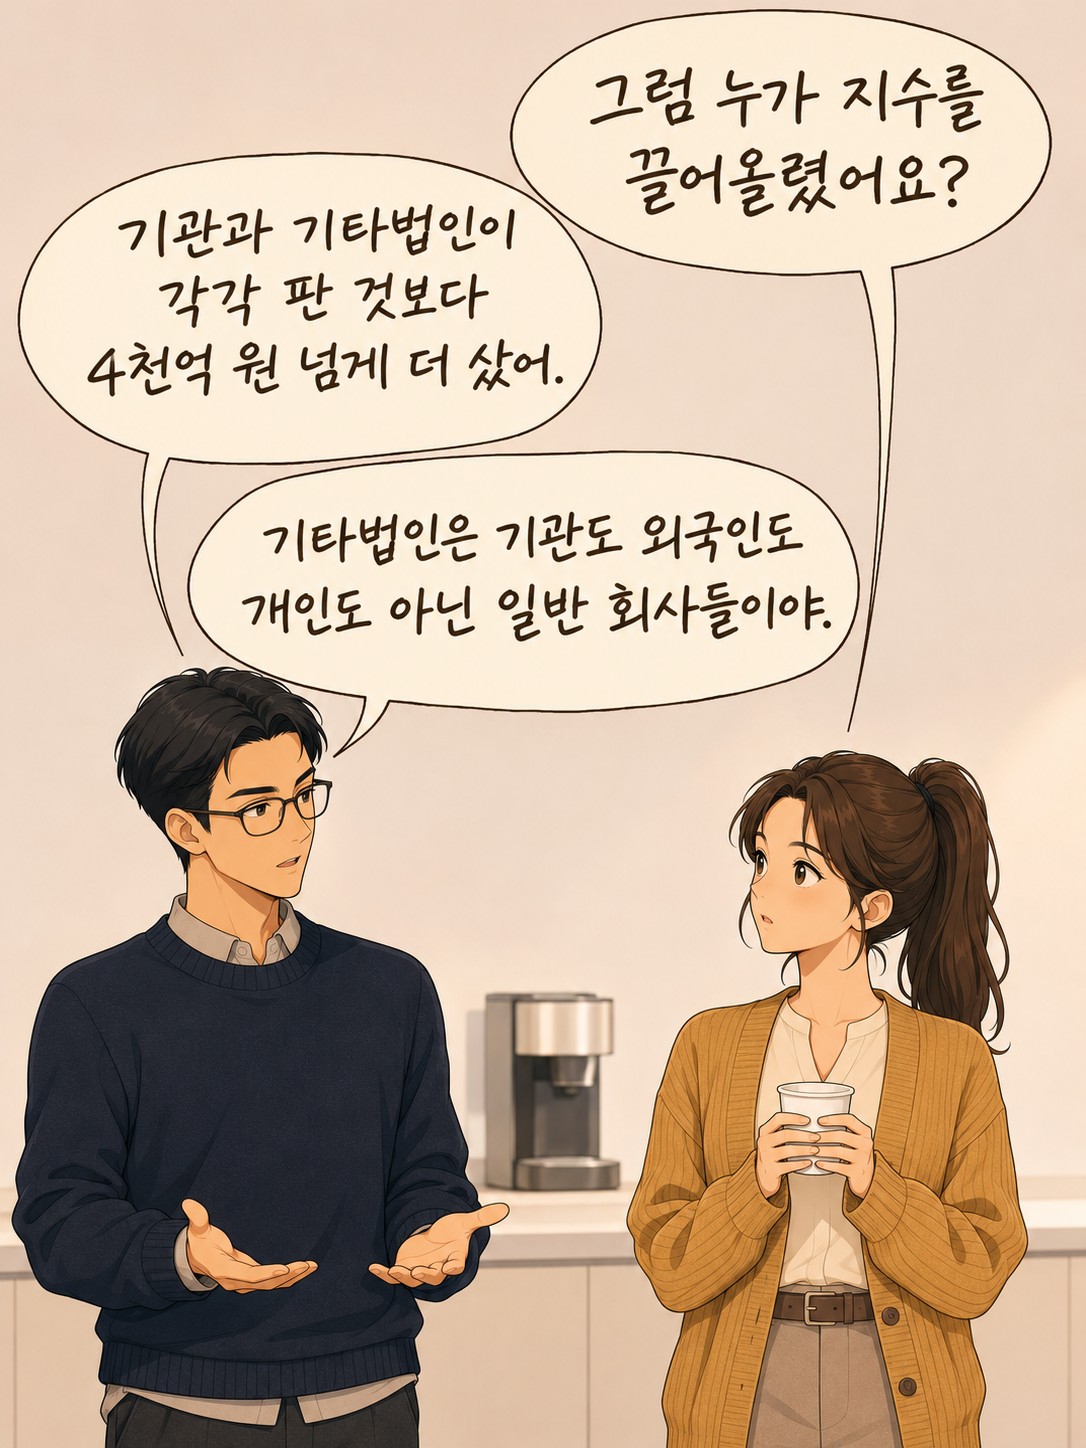 그럼 누가 지수를
끌어올렸어요?
기관과 기타법인이
각각 판 것보다
4천억 원 넘게 더 샀어.
기타법인은 기관도 외국인도
개인도 아닌 일반 회사들이야.